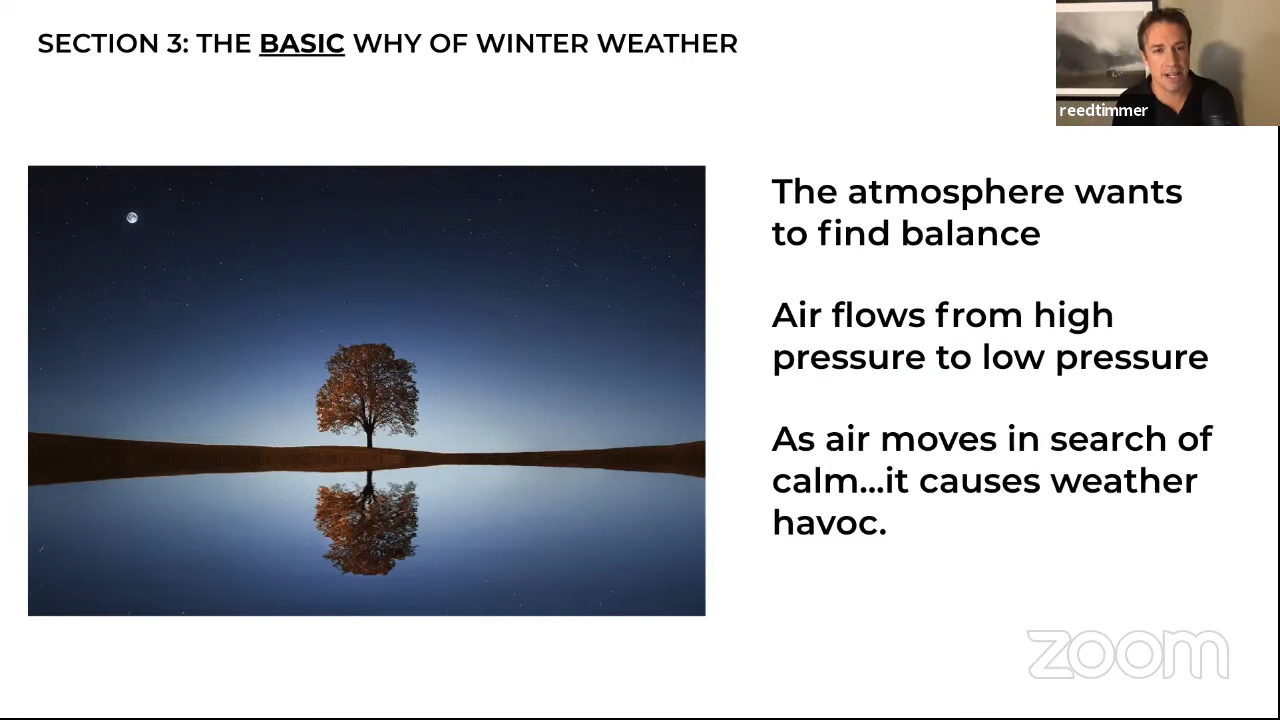 SECTION 3: THE BASIC WHY OF WINTER WEATHER
reedtimmer
The atmosphere wants
to find balance
Air flows from high
pressure to low pressure
As air moves in search of
calm...it causes weather
havoc.
zoom